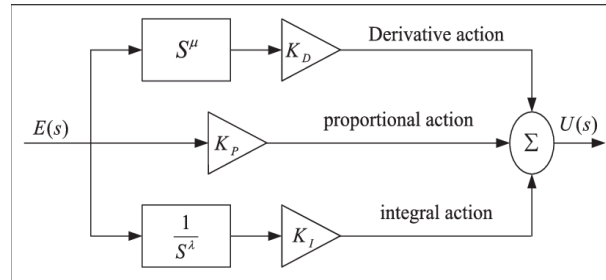 S^μ K_D Derivative action
E(s) K_P proportional action Σ U(s)
1/S^λ K_I integral action